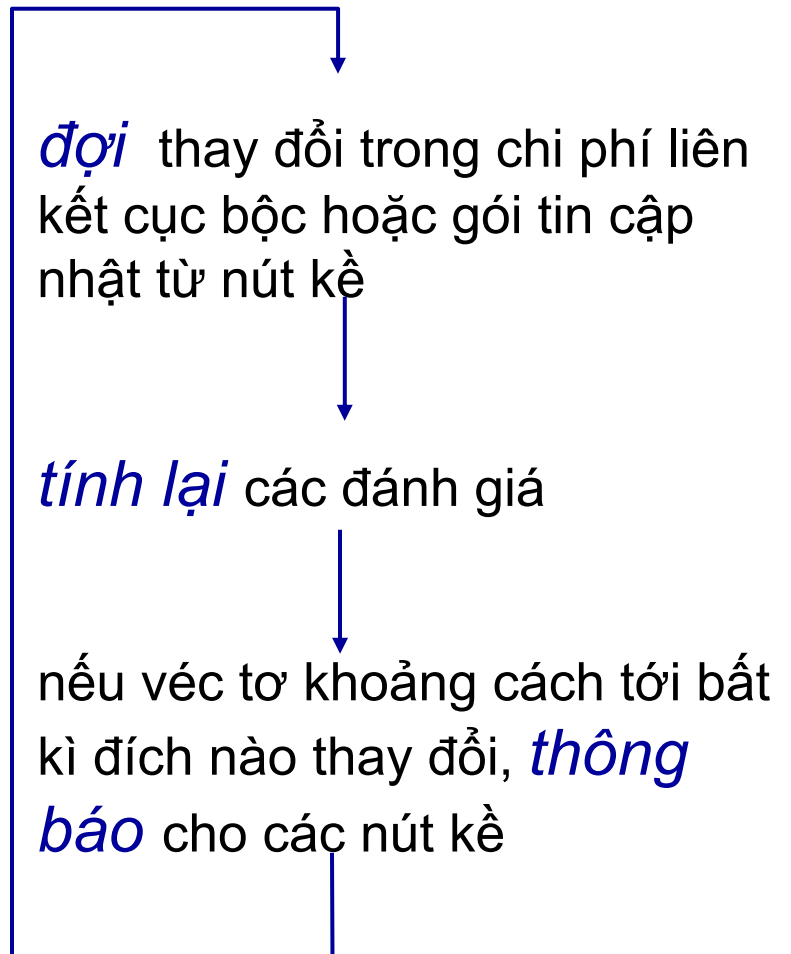 đợi thay đổi trong chi phí liên
kết cục bộc hoặc gói tin cập
nhật từ nút kề
tính lại các đánh giá
nếu véc tơ khoảng cách tới bất
kì đích nào thay đổi, thông
báo cho các nút kề